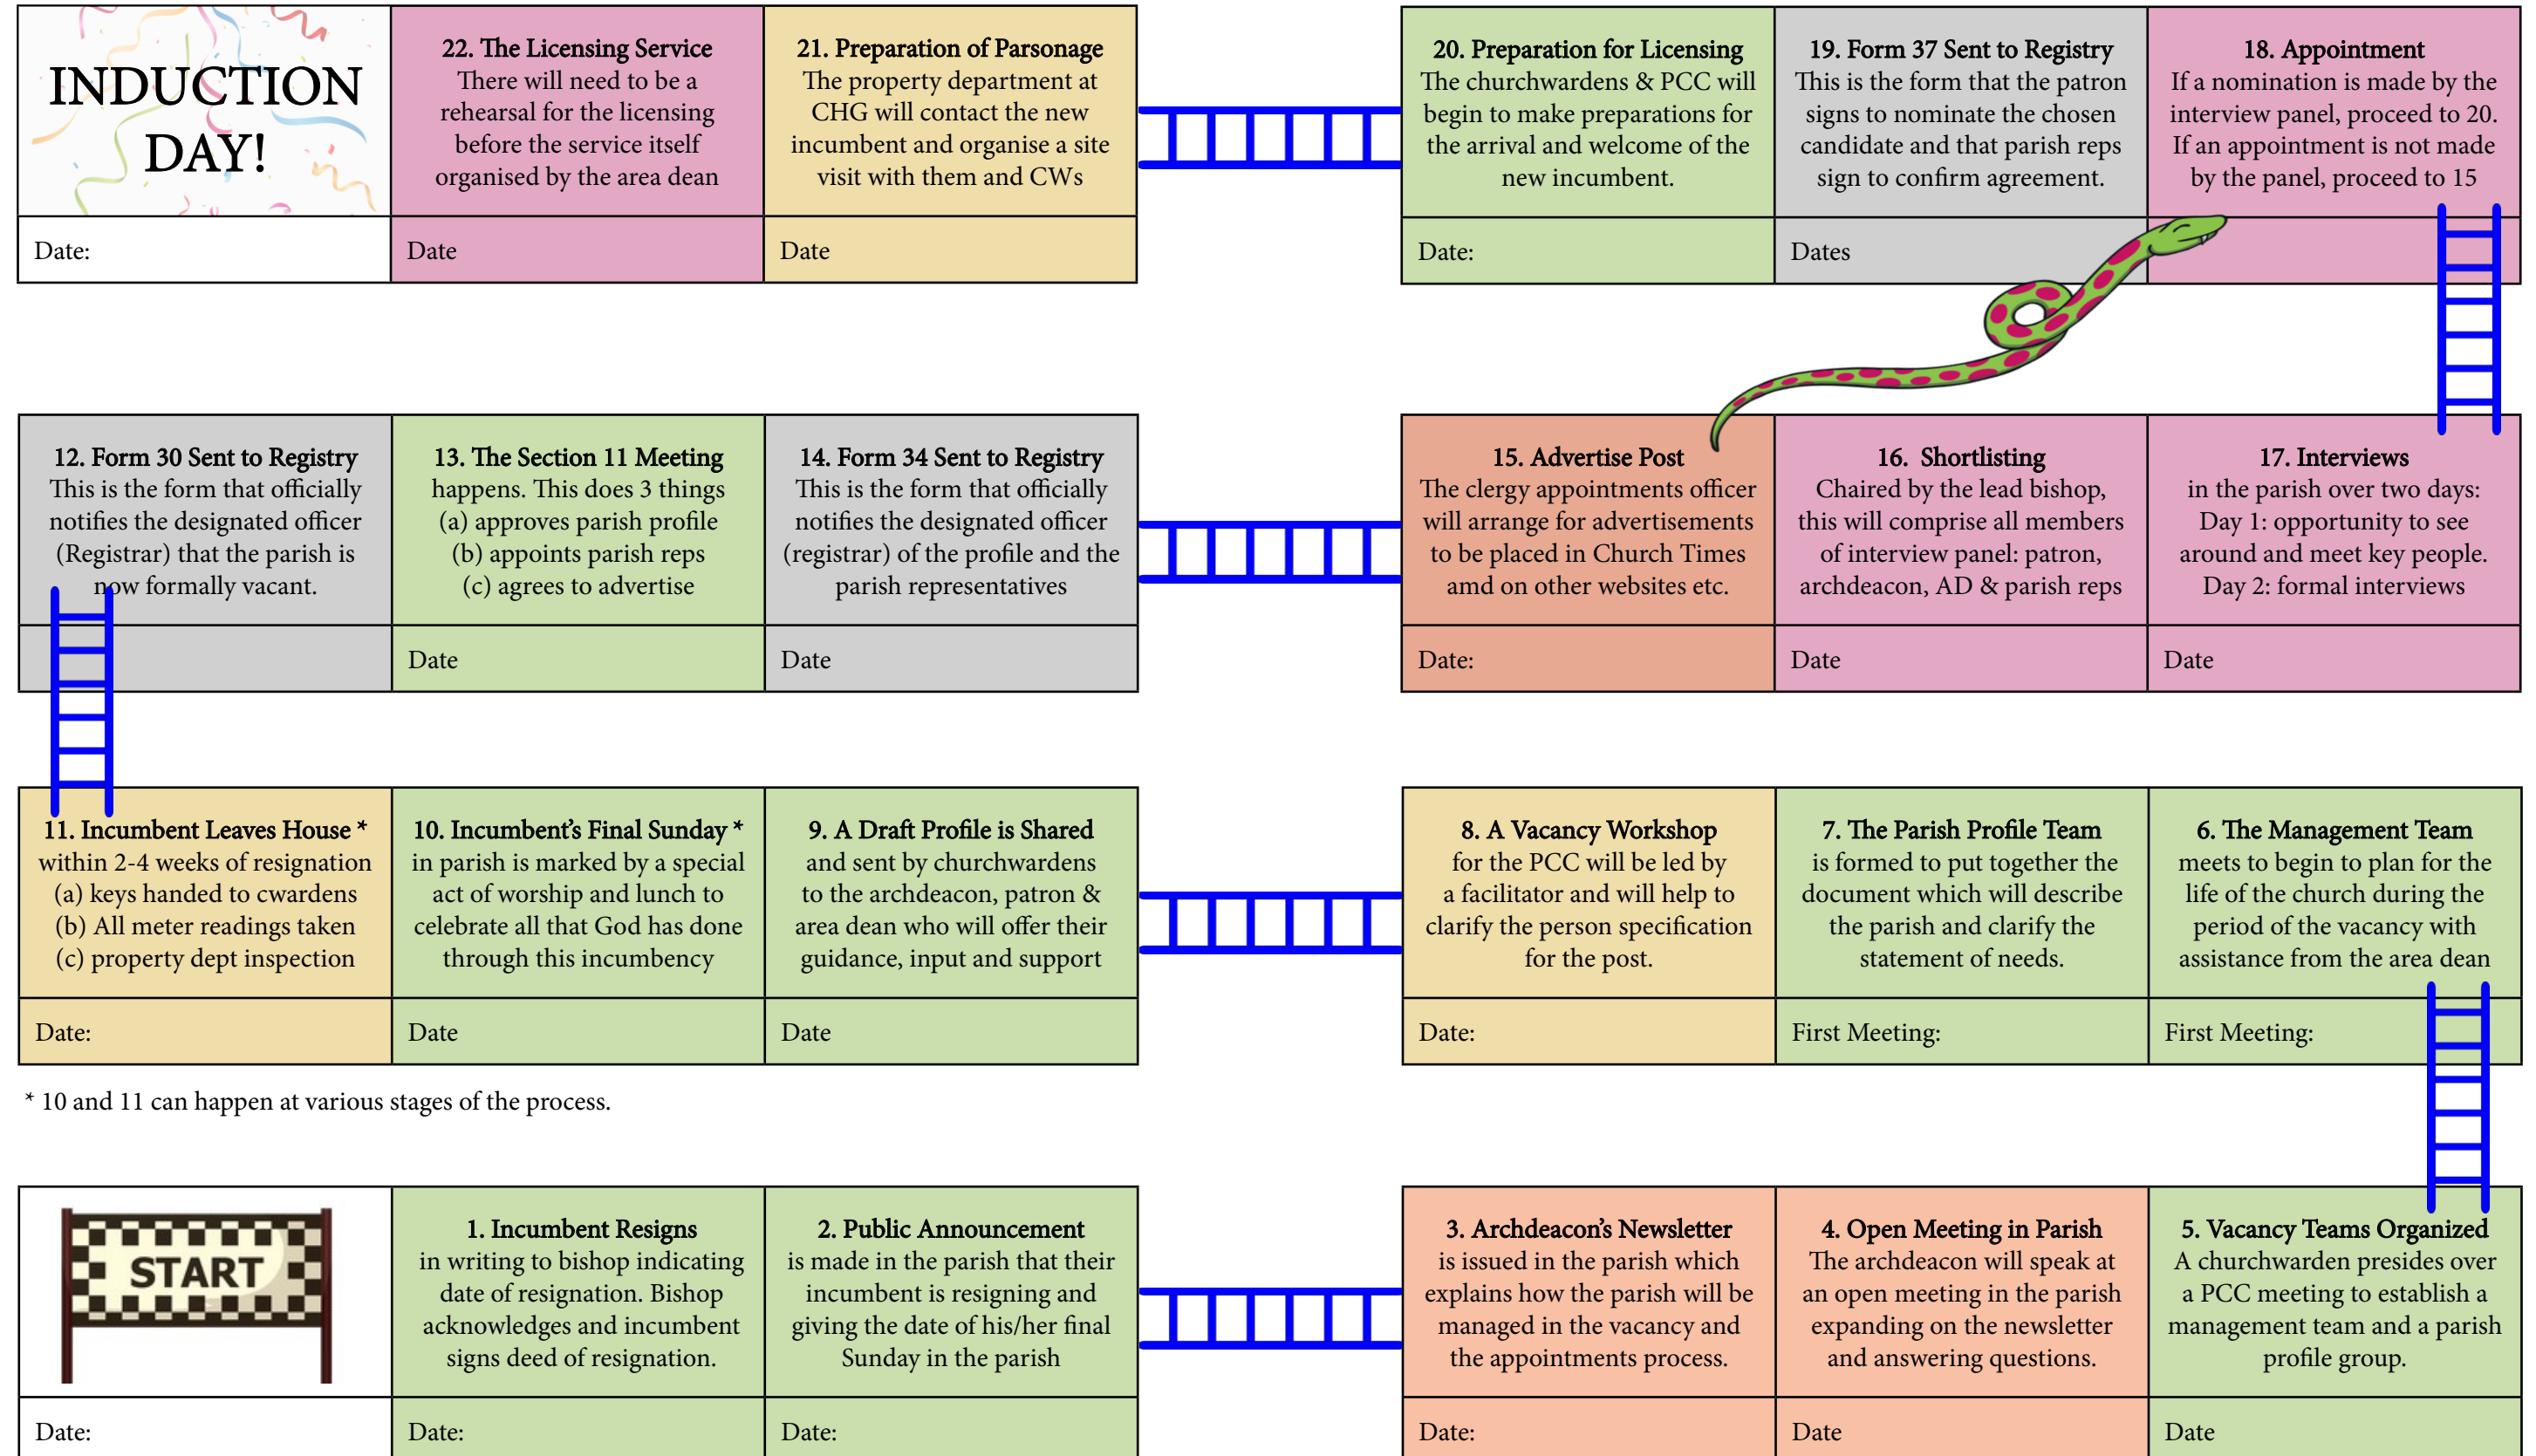 INDUCTION
DAY!
Date:
22. The Licensing Service
There will need to be a
rehearsal for the licensing
before the service itself
organised by the area dean
Date
21. Preparation of Parsonage
The property department at
CHG will contact the new
incumbent and organise a site
visit with them and CWs
Date
20. Preparation for Licensing
The churchwardens & PCC will
begin to make preparations for
the arrival and welcome of the
new incumbent.
Date:
19. Form 37 Sent to Registry
This is the form that the patron
signs to nominate the chosen
candidate and that parish reps
sign to confirm agreement.
Dates
18. Appointment
If a nomination is made by the
interview panel, proceed to 20.
If an appointment is not made
by the panel, proceed to 15
12. Form 30 Sent to Registry
This is the form that officially
notifies the designated officer
(Registrar) that the parish is
now formally vacant.
13. The Section 11 Meeting
happens. This does 3 things
(a) approves parish profile
(b) appoints parish reps
(c) agrees to advertise
Date
14. Form 34 Sent to Registry
This is the form that officially
notifies the designated officer
(registrar) of the profile and the
parish representatives
Date
15. Advertise Post
The clergy appointments officer
will arrange for advertisements
to be placed in Church Times
amd on other websites etc.
Date:
16. Shortlisting
Chaired by the lead bishop,
this will comprise all members
of interview panel: patron,
archdeacon, AD & parish reps
Date
17. Interviews
in the parish over two days:
Day 1: opportunity to see
around and meet key people.
Day 2: formal interviews
Date
11. Incumbent Leaves House *
within 2-4 weeks of resignation
(a) keys handed to cwardens
(b) All meter readings taken
(c) property dept inspection
Date:
10. Incumbent's Final Sunday *
in parish is marked by a special
act of worship and lunch to
celebrate all that God has done
through this incumbency
Date
9. A Draft Profile is Shared
and sent by churchwardens
to the archdeacon, patron &
area dean who will offer their
guidance, input and support
Date
8. A Vacancy Workshop
for the PCC will be led by
a facilitator and will help to
clarify the person specification
for the post.
Date:
7. The Parish Profile Team
is formed to put together the
document which will describe
the parish and clarify the
statement of needs.
First Meeting:
6. The Management Team
meets to begin to plan for the
life of the church during the
period of the vacancy with
assistance from the area dean
First Meeting:
* 10 and 11 can happen at various stages of the process.
START
Date:
1. Incumbent Resigns
in writing to bishop indicating
date of resignation. Bishop
acknowledges and incumbent
signs deed of resignation.
Date:
2. Public Announcement
is made in the parish that their
incumbent is resigning and
giving the date of his/her final
Sunday in the parish
Date:
3. Archdeacon's Newsletter
is issued in the parish which
explains how the parish will be
managed in the vacancy and
the appointments process.
Date:
4. Open Meeting in Parish
The archdeacon will speak at
an open meeting in the parish
expanding on the newsletter
and answering questions.
Date
5. Vacancy Teams Organized
A churchwarden presides over
a PCC meeting to establish a
management team and a parish
profile group.
Date